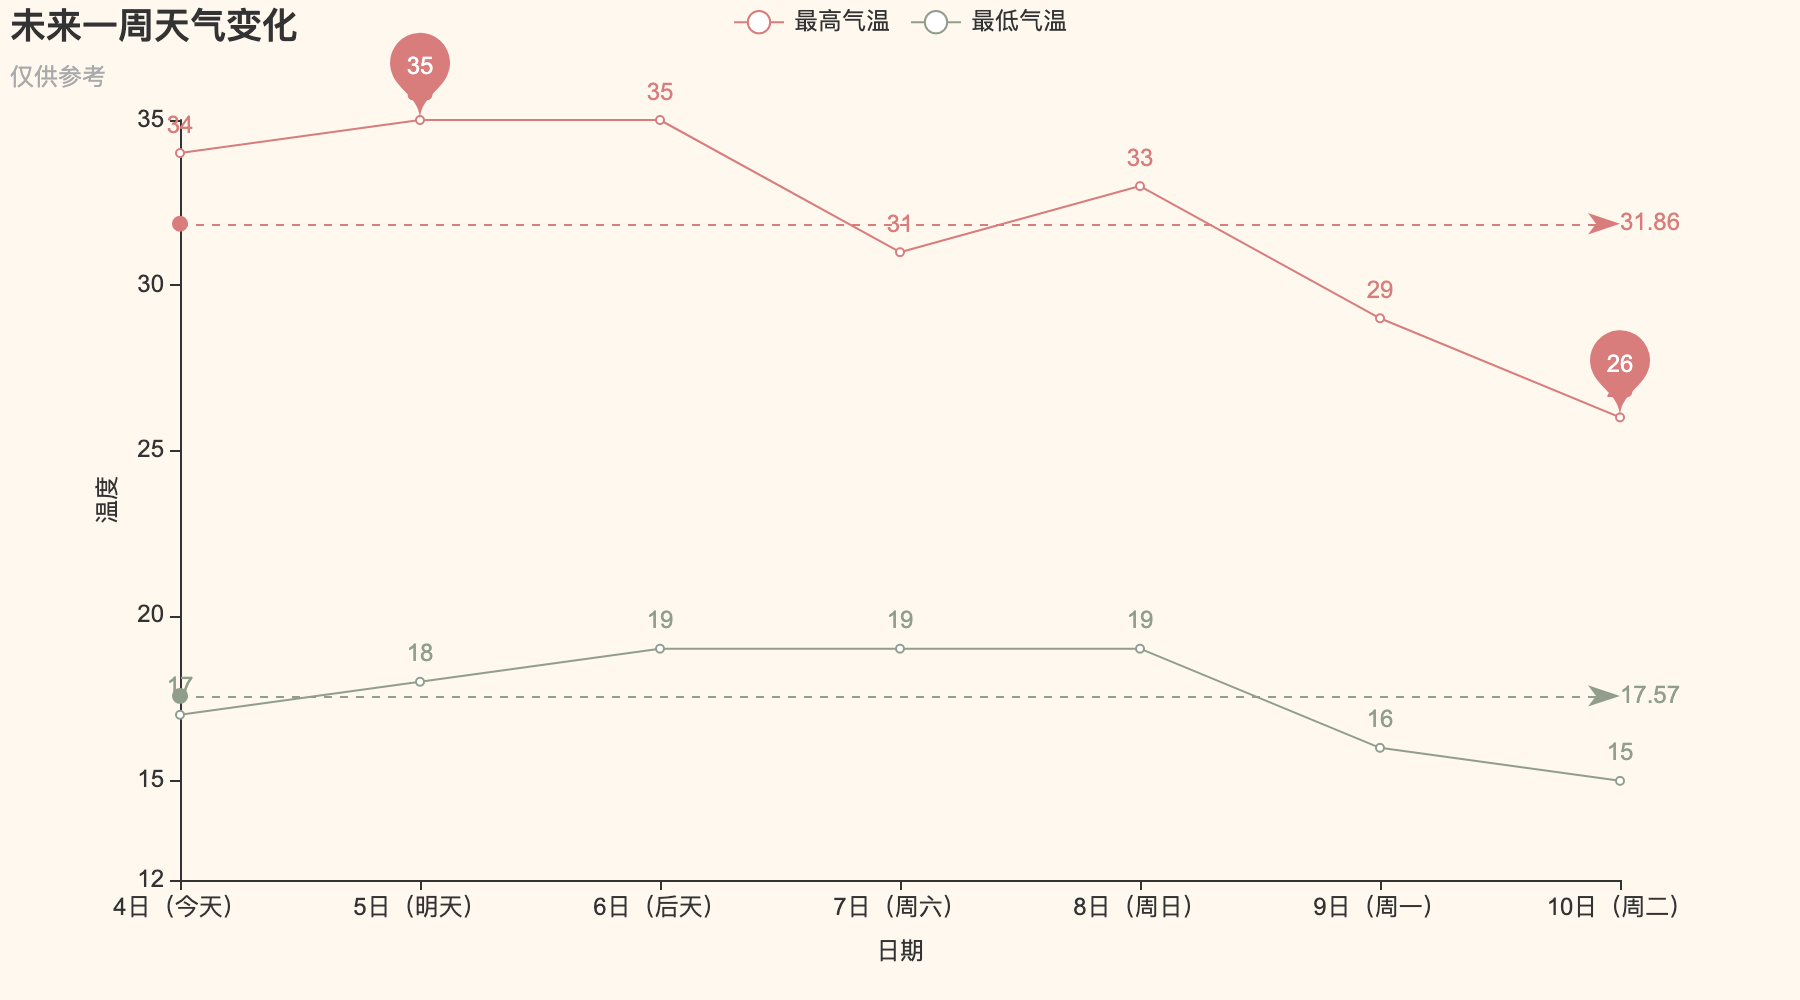 未来一周天气变化
仅供参考
最高气温
最低气温
35
30
25
20
15
12
温度
34
35
35
31
33
29
26
31.86
17
18
19
19
19
16
15
17.57
4日（今天）
5日（明天）
6日（后天）
7日（周六）
8日（周日）
9日（周一）
10日（周二）
日期